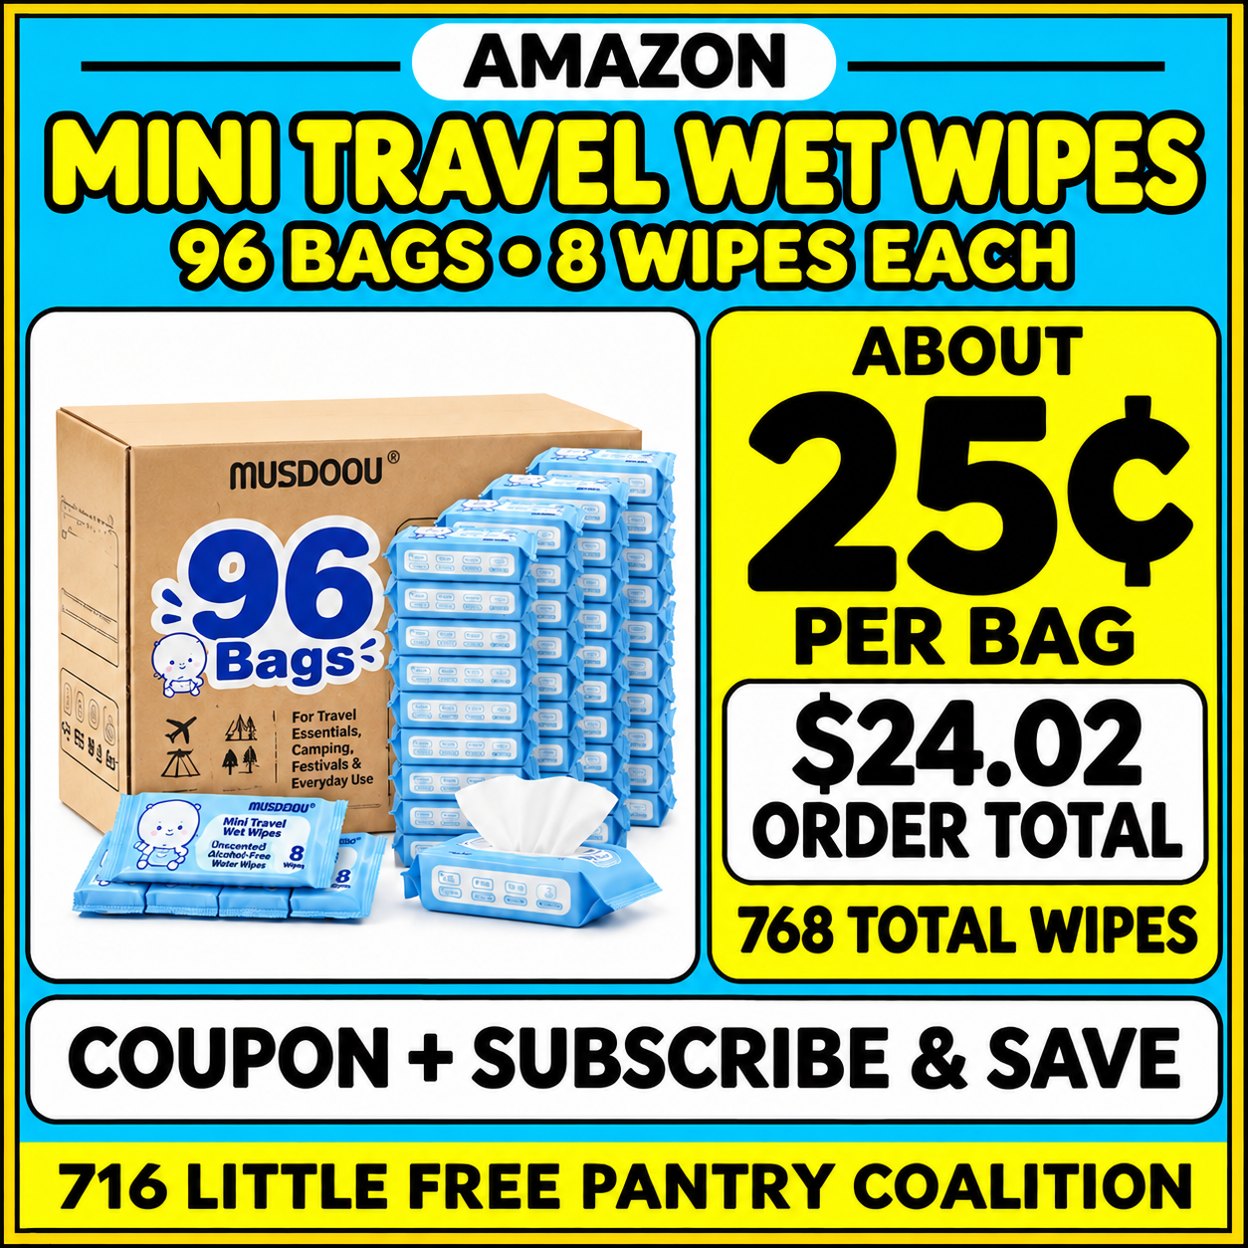 AMAZON
MINI TRAVEL WET WIPES
96 BAGS • 8 WIPES EACH
MUSDOOU®
96
Bags
For Travel
Essentials,
Camping,
Festivals &
Everyday Use
MUSDOOU®
Mini Travel
Wet Wipes
Unscented
Alcohol-Free
Water Wipes
8
Wipes
8
ABOUT
25¢
PER BAG
$24.02
ORDER TOTAL
768 TOTAL WIPES
COUPON + SUBSCRIBE & SAVE
716 LITTLE FREE PANTRY COALITION